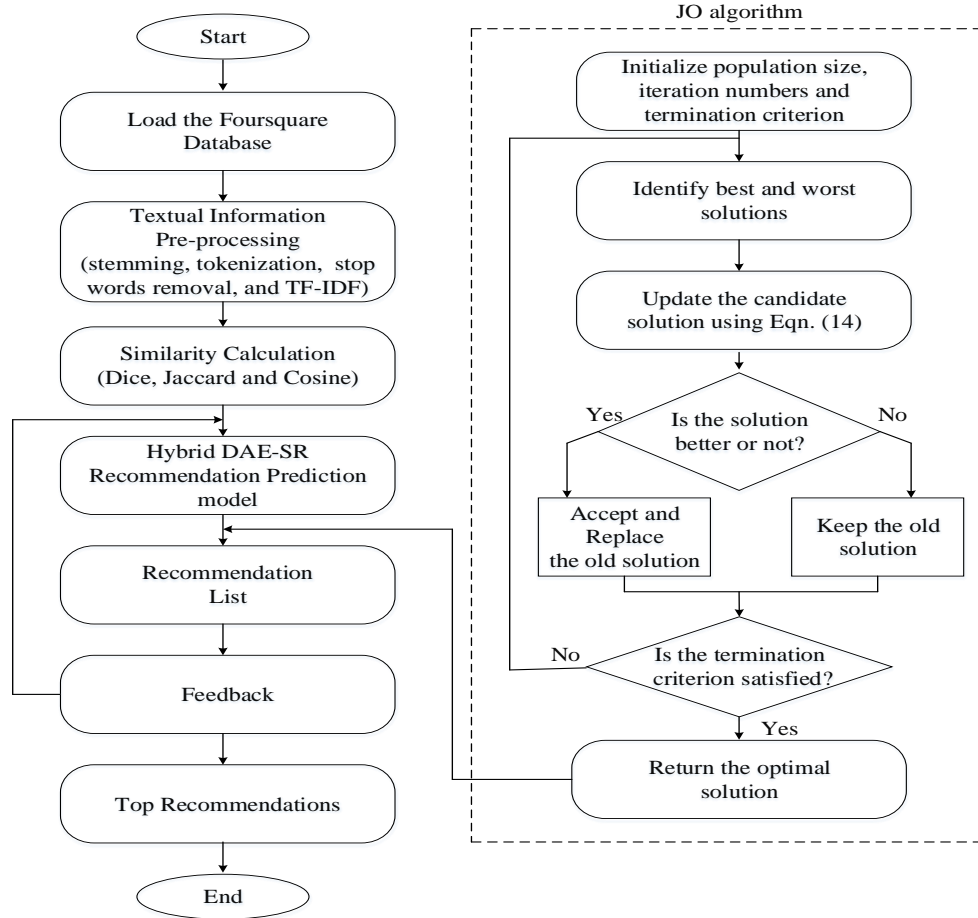 JO algorithm
Start
Load the Foursquare
Database
Textual Information
Pre-processing
(stemming, tokenization, stop
words removal, and TF-IDF)
Similarity Calculation
(Dice, Jaccard and Cosine)
Hybrid DAE-SR
Recommendation Prediction
model
Recommendation
List
Feedback
Top Recommendations
End
Initialize population size,
iteration numbers and
termination criterion
Identify best and worst
solutions
Update the candidate
solution using Eqn. (14)
Is the solution
better or not?
Yes
No
Accept and
Replace
the old solution
Keep the old
solution
Is the termination
criterion satisfied?
No
Yes
Return the optimal
solution